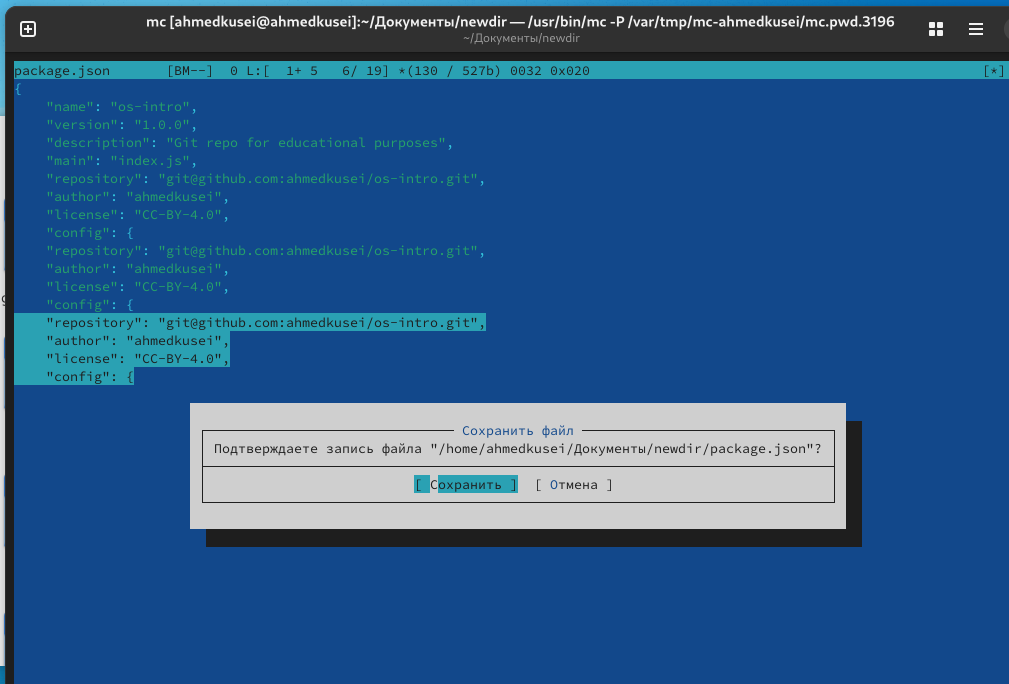 mc [ahmedkusei@ahmedkusei]:~/Документы/newdir — /usr/bin/mc -P /var/tmp/mc-ahmedkusei/mc.pwd.3196
~/Документы/newdir
package.json       [BM--]  0 L:[  1+ 5   6/ 19] *(130 / 527b) 0032 0x020 [*]
{
    "name": "os-intro",
    "version": "1.0.0",
    "description": "Git repo for educational purposes",
    "main": "index.js",
    "repository": "git@github.com:ahmedkusei/os-intro.git",
    "author": "ahmedkusei",
    "license": "CC-BY-4.0",
    "config": {
    "repository": "git@github.com:ahmedkusei/os-intro.git",
    "author": "ahmedkusei",
    "license": "CC-BY-4.0",
    "config": {
    "repository": "git@github.com:ahmedkusei/os-intro.git",
    "author": "ahmedkusei",
    "license": "CC-BY-4.0",
    "config": {
Сохранить файл
Подтверждаете запись файла "/home/ahmedkusei/Документы/newdir/package.json"?
[ Сохранить ]  [ Отмена ]